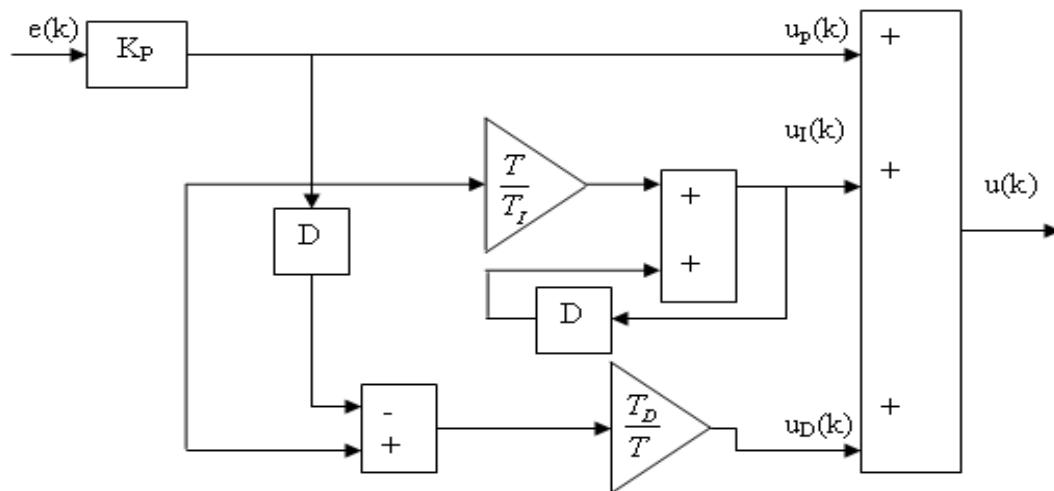 e(k)
K_P
u_p(k)
+
T/T_I
u_I(k)
+
+
u(k)
D
+
D
-
+
T_D/T
+
u_D(k)